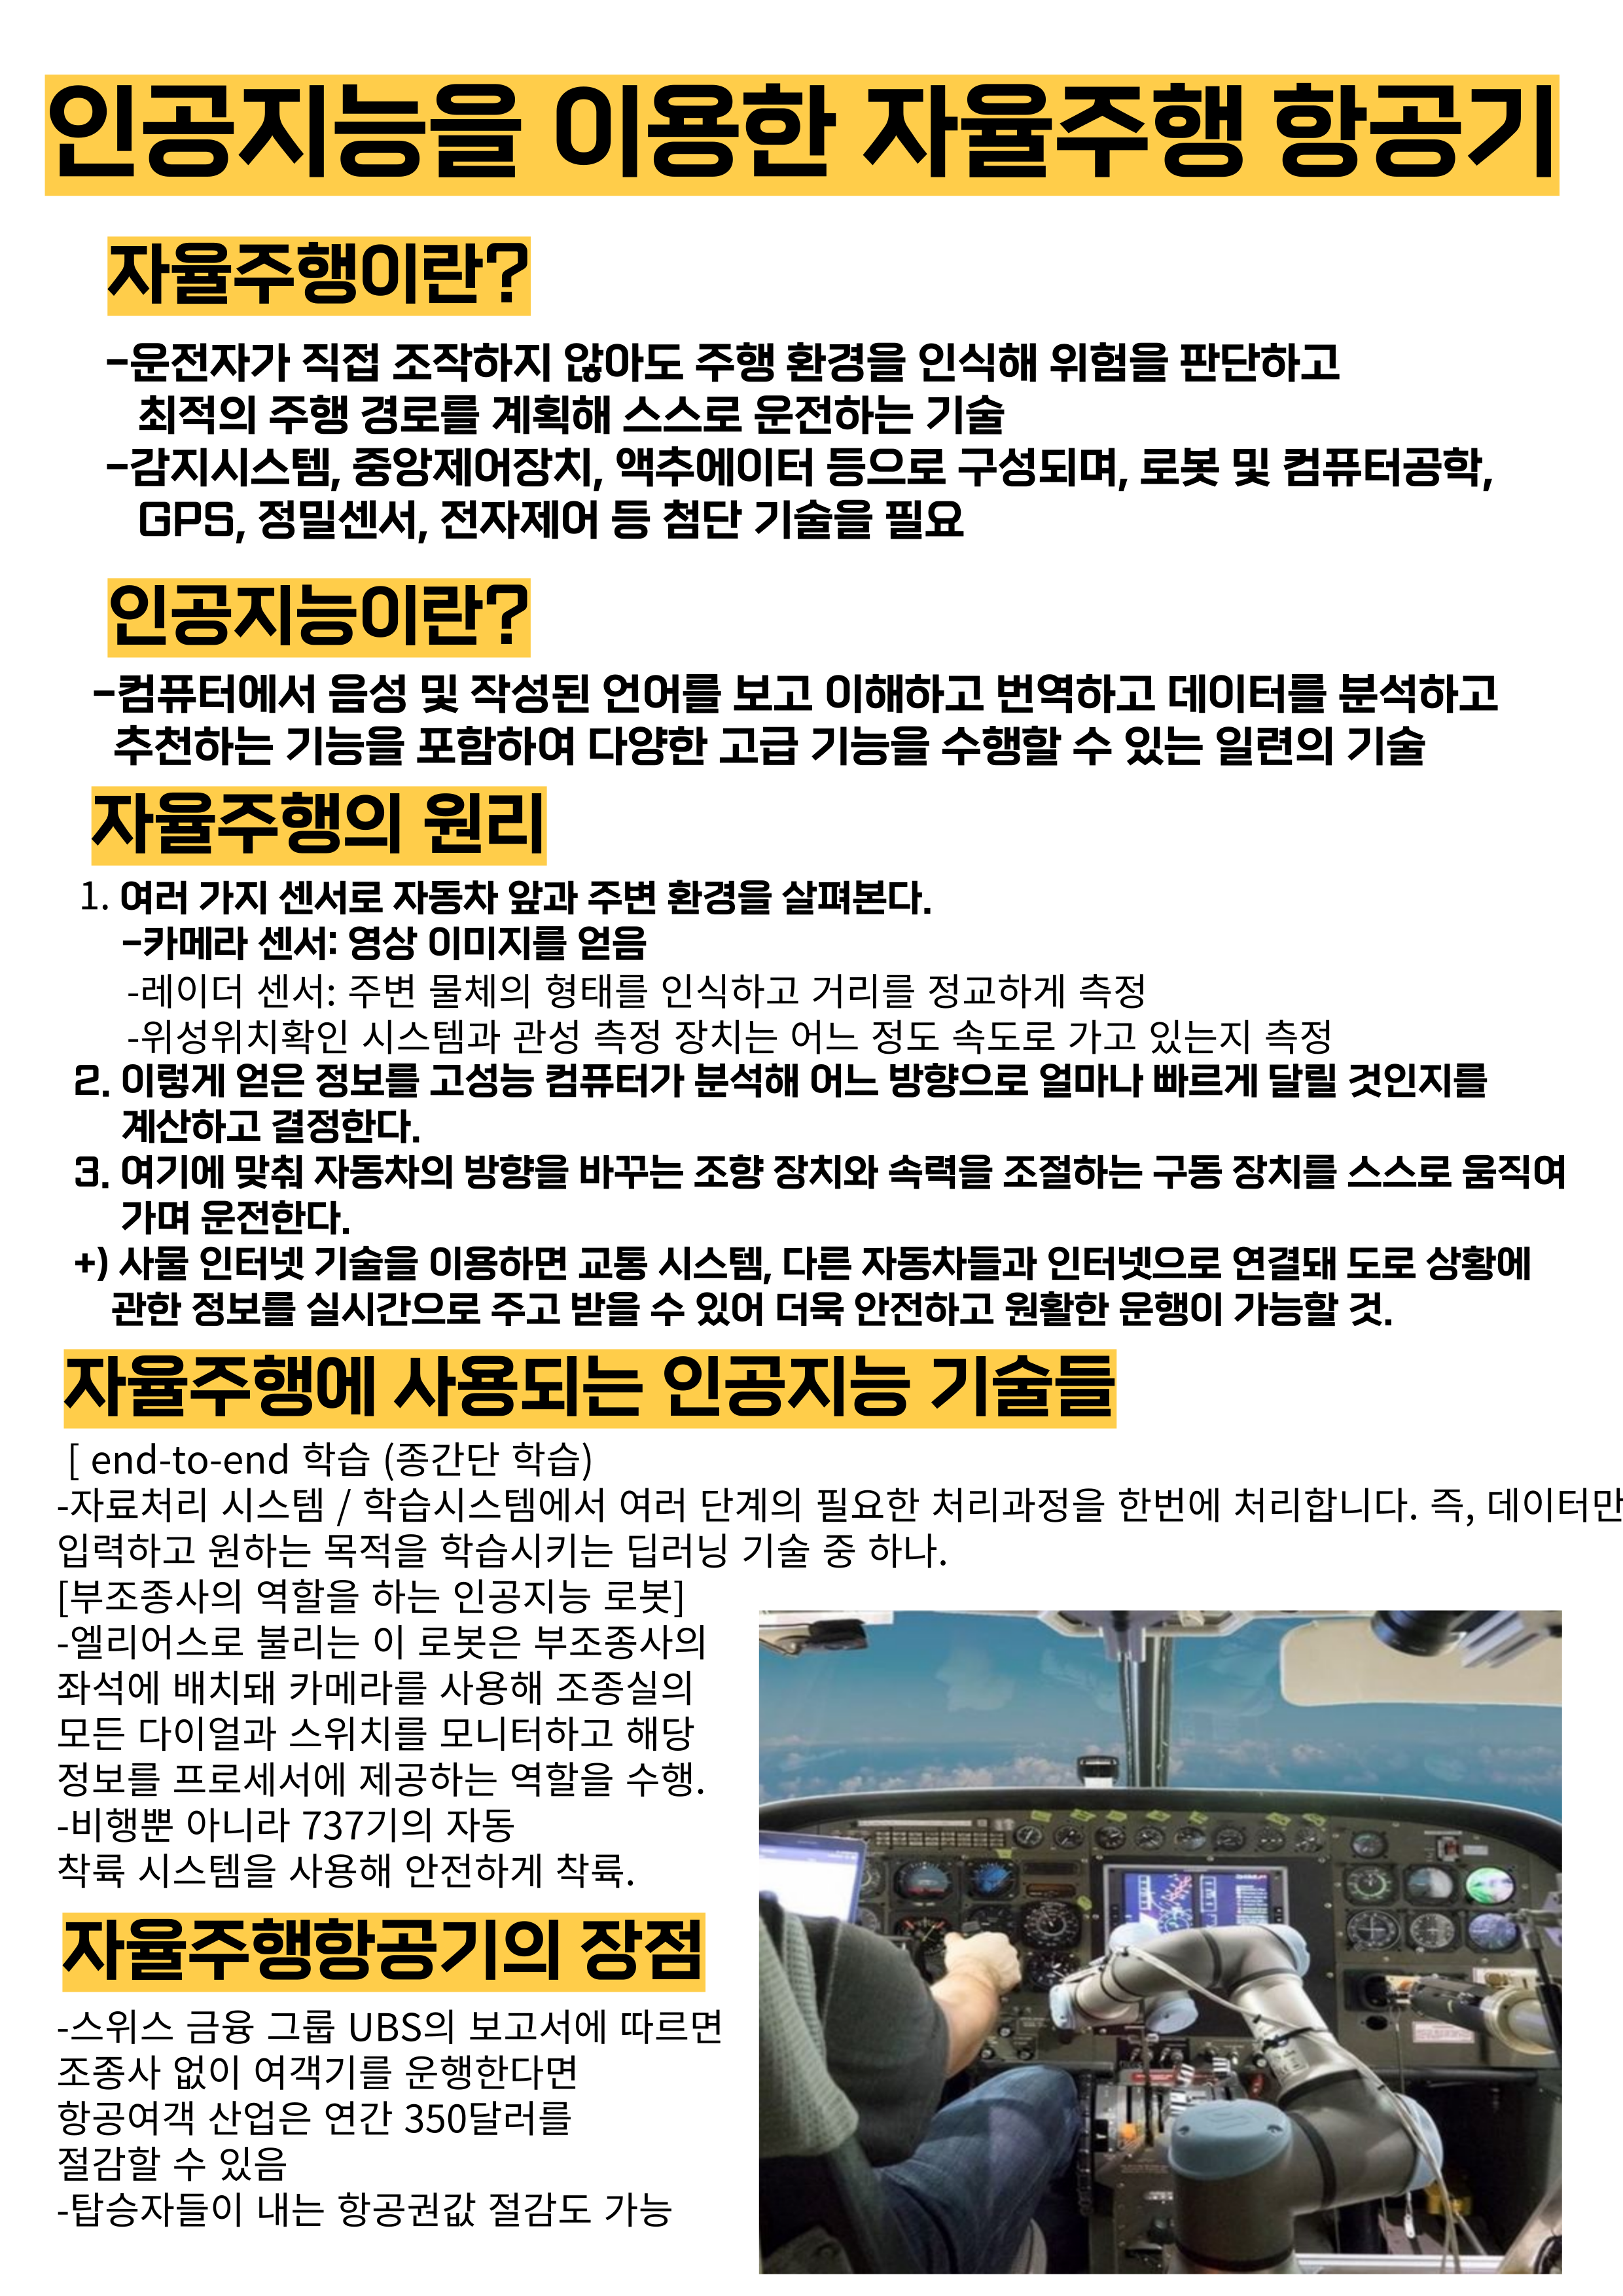 인공지능을 이용한 자율주행 항공기
자율주행이란?
-운전자가 직접 조작하지 않아도 주행 환경을 인식해 위험을 판단하고
최적의 주행 경로를 계획해 스스로 운전하는 기술
-감지시스템, 중앙제어장치, 액추에이터 등으로 구성되며, 로봇 및 컴퓨터공학,
GPS, 정밀센서, 전자제어 등 첨단 기술을 필요
인공지능이란?
-컴퓨터에서 음성 및 작성된 언어를 보고 이해하고 번역하고 데이터를 분석하고
추천하는 기능을 포함하여 다양한 고급 기능을 수행할 수 있는 일련의 기술
자율주행의 원리
1. 여러 가지 센서로 자동차 앞과 주변 환경을 살펴본다.
-카메라 센서: 영상 이미지를 얻음
-레이더 센서: 주변 물체의 형태를 인식하고 거리를 정교하게 측정
-위성위치확인 시스템과 관성 측정 장치는 어느 정도 속도로 가고 있는지 측정
2. 이렇게 얻은 정보를 고성능 컴퓨터가 분석해 어느 방향으로 얼마나 빠르게 달릴 것인지를
계산하고 결정한다.
3. 여기에 맞춰 자동차의 방향을 바꾸는 조향 장치와 속력을 조절하는 구동 장치를 스스로 움직여
가며 운전한다.
+) 사물 인터넷 기술을 이용하면 교통 시스템, 다른 자동차들과 인터넷으로 연결돼 도로 상황에
관한 정보를 실시간으로 주고 받을 수 있어 더욱 안전하고 원활한 운행이 가능할 것.
자율주행에 사용되는 인공지능 기술들
[ end-to-end 학습 (종간단 학습)
-자료처리 시스템 / 학습시스템에서 여러 단계의 필요한 처리과정을 한번에 처리합니다. 즉, 데이터만
입력하고 원하는 목적을 학습시키는 딥러닝 기술 중 하나.
[부조종사의 역할을 하는 인공지능 로봇]
-엘리어스로 불리는 이 로봇은 부조종사의
좌석에 배치돼 카메라를 사용해 조종실의
모든 다이얼과 스위치를 모니터하고 해당
정보를 프로세서에 제공하는 역할을 수행.
-비행뿐 아니라 737기의 자동
착륙 시스템을 사용해 안전하게 착륙.
자율주행항공기의 장점
-스위스 금융 그룹 UBS의 보고서에 따르면
조종사 없이 여객기를 운행한다면
항공여객 산업은 연간 350달러를
절감할 수 있음
-탑승자들이 내는 항공권값 절감도 가능